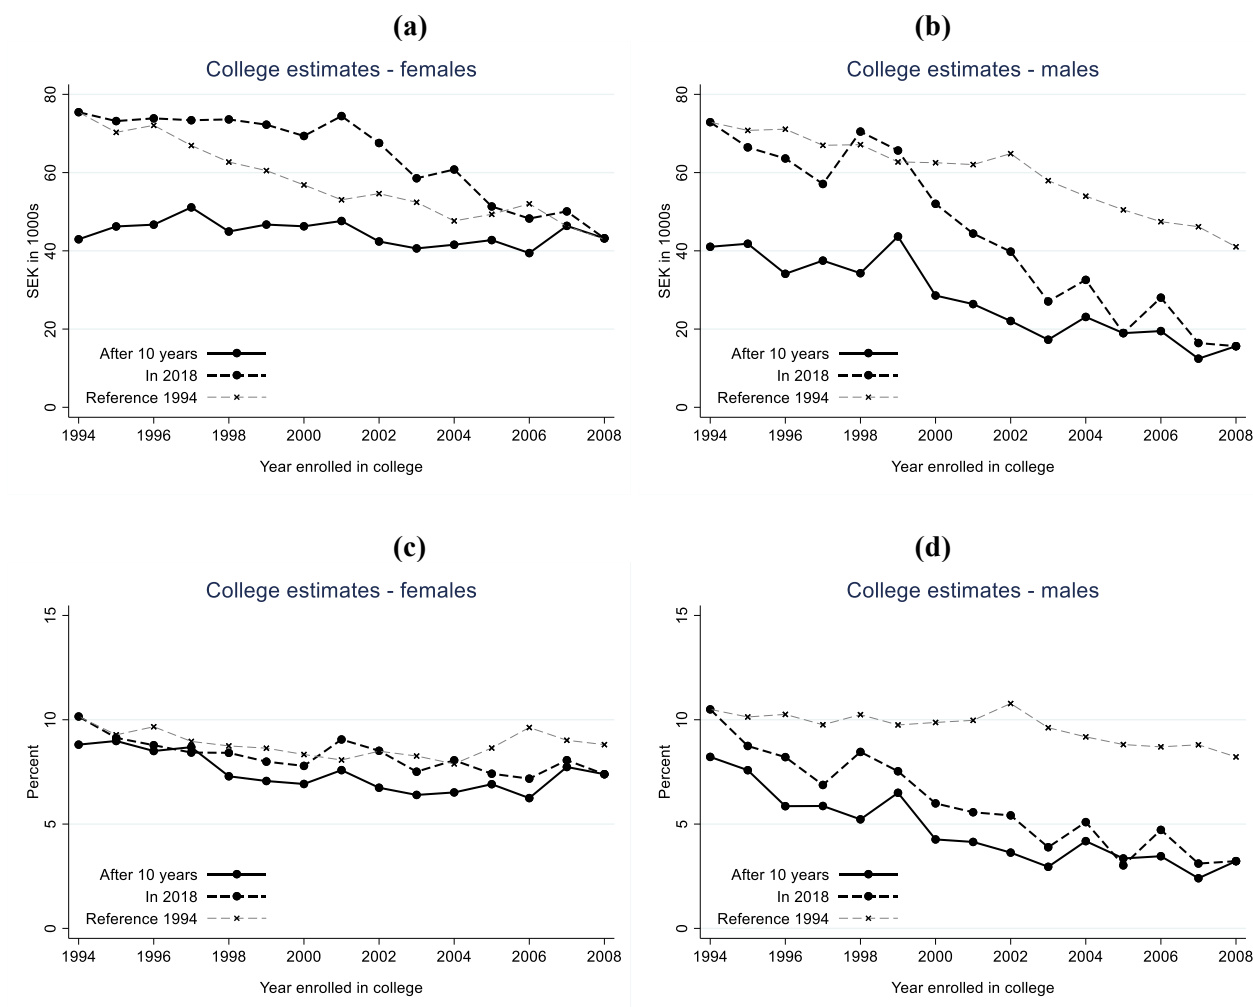 (a)
College estimates - females
SEK in 1000s
80
60
40
20
0
After 10 years
In 2018
Reference 1994
1994 1996 1998 2000 2002 2004 2006 2008
Year enrolled in college
(b)
College estimates - males
SEK in 1000s
80
60
40
20
0
After 10 years
In 2018
Reference 1994
1994 1996 1998 2000 2002 2004 2006 2008
Year enrolled in college
(c)
College estimates - females
Percent
15
10
5
0
After 10 years
In 2018
Reference 1994
1994 1996 1998 2000 2002 2004 2006 2008
Year enrolled in college
(d)
College estimates - males
Percent
15
10
5
0
After 10 years
In 2018
Reference 1994
1994 1996 1998 2000 2002 2004 2006 2008
Year enrolled in college